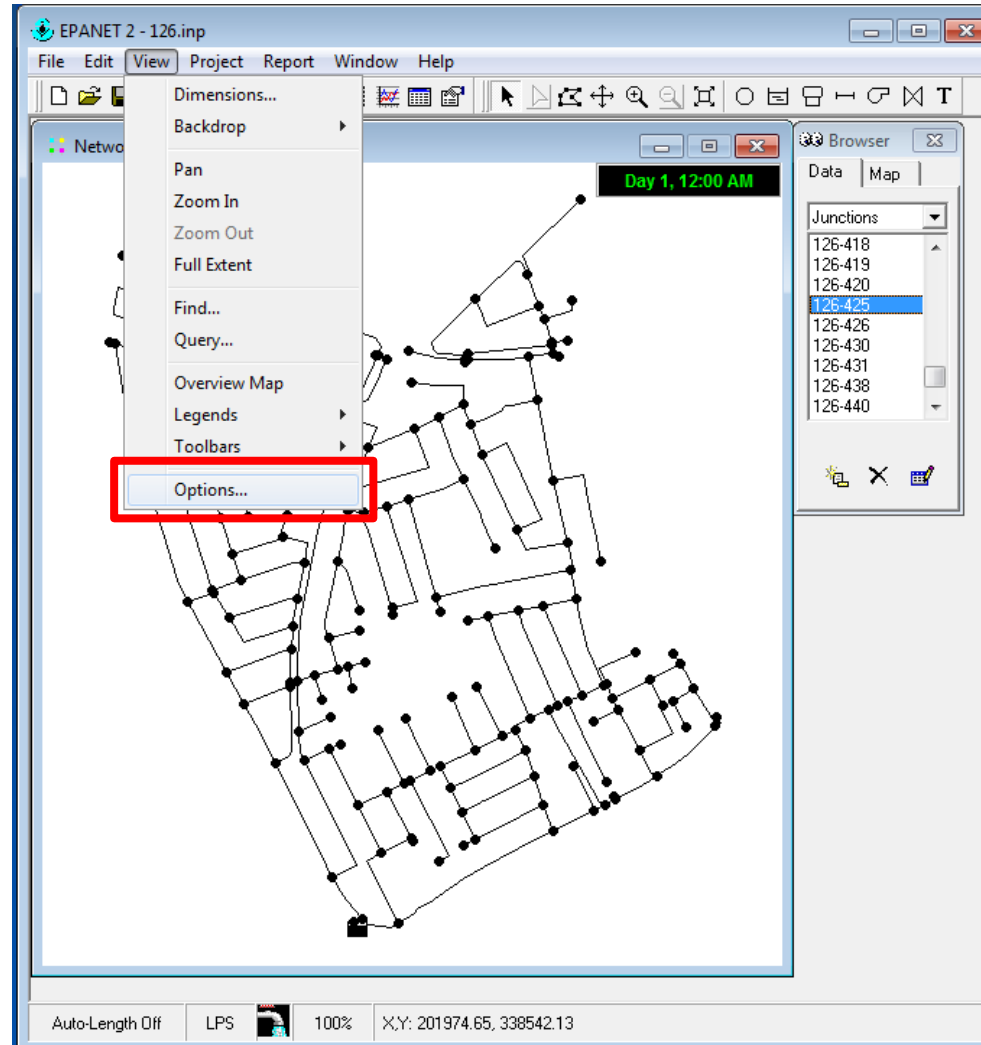 EPANET 2 - 126.inp
File Edit View Project Report Window Help
T
Dimensions...
Backdrop
Pan
Zoom In
Zoom Out
Full Extent
Find...
Query...
Overview Map
Legends
Toolbars
Options...
Netwo
Day 1, 12:00 AM
Browser
Data Map
Junctions
126-418
126-419
126-420
126-425
126-426
126-430
126-431
126-438
126-440
Auto-Length Off LPS 100% X,Y: 201974.65, 338542.13